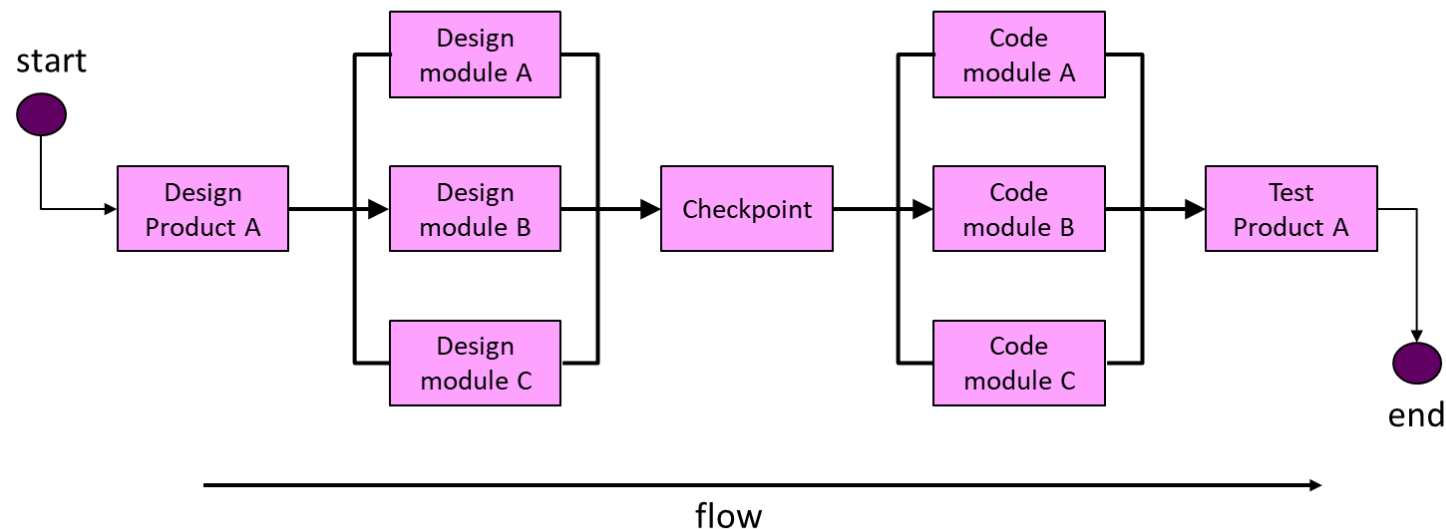 start
Design
Product A
Design
module A
Design
module B
Design
module C
Checkpoint
Code
module A
Code
module B
Code
module C
Test
Product A
end
flow